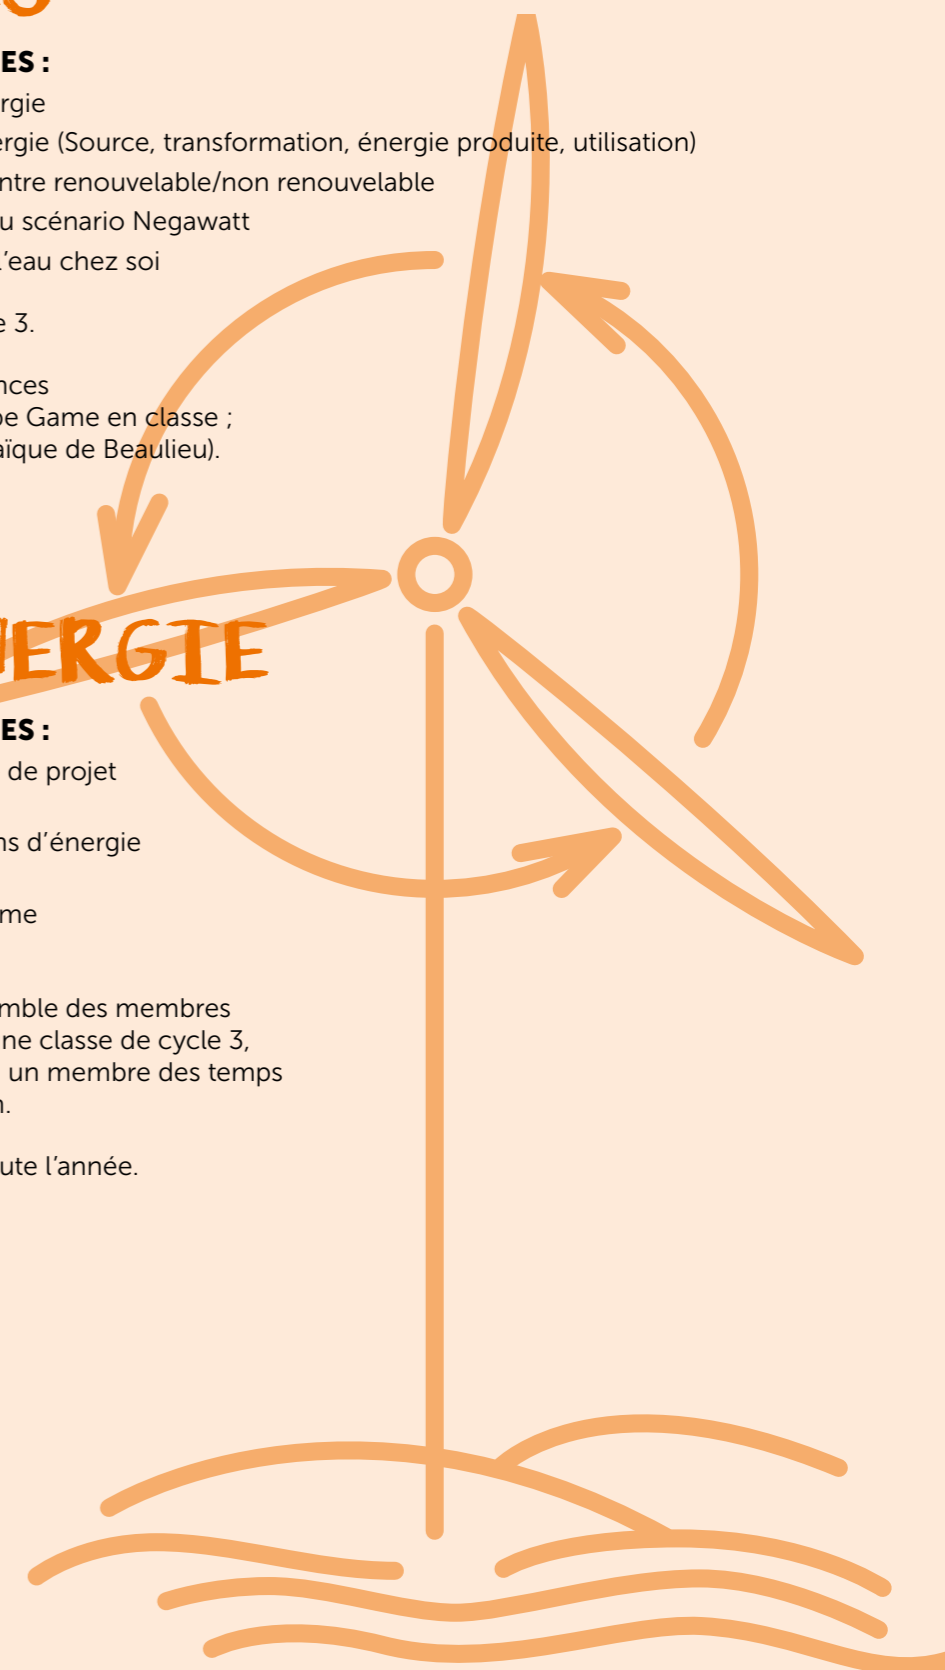 ES :
rgie
ergie (Source, transformation, énergie produite, utilisation)
ntre renouvelable/non renouvelable
u scénario Negawatt
l’eau chez soi
e 3.
nces
pe Game en classe ;
aïque de Beaulieu).
NERGIE
ES :
de projet
ns d’énergie
me
mble des membres
ne classe de cycle 3,
un membre des temps
n.
ute l’année.